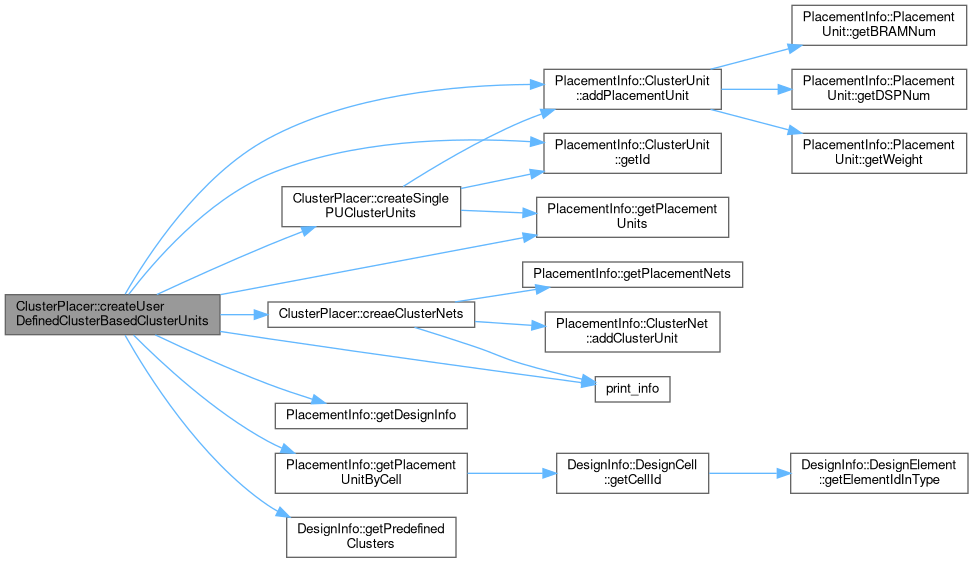 PlacementInfo::Placement
Unit::getBRAMNum
PlacementInfo::ClusterUnit
::addPlacementUnit
PlacementInfo::Placement
Unit::getDSPNum
PlacementInfo::ClusterUnit
::getId
PlacementInfo::Placement
Unit::getWeight
ClusterPlacer::createSingle
PUClusterUnits
PlacementInfo::getPlacement
Units
PlacementInfo::getPlacementNets
ClusterPlacer::createUser
DefinedClusterBasedClusterUnits
ClusterPlacer::creaeClusterNets
PlacementInfo::ClusterNet
::addClusterUnit
print_info
PlacementInfo::getDesignInfo
PlacementInfo::getPlacement
UnitByCell
DesignInfo::DesignCell
::getCellId
DesignInfo::DesignElement
::getElementIdInType
DesignInfo::getPredefined
Clusters